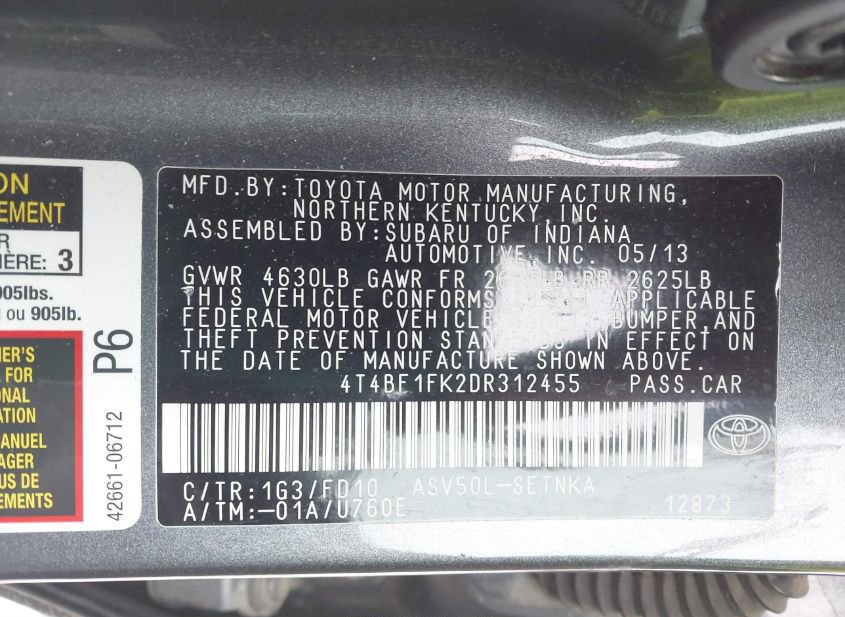 ON
EMENT
R
IÈRE: 3
905lbs.
ou 905lb.
P6
ER'S
FOR
ONAL
ATION
ANUEL
AGER
US DE
EMENTS
42661-06712
MFD.BY:TOYOTA MOTOR MANUFACTURING,
NORTHERN KENTUCKY,INC.
ASSEMBLED BY:SUBARU OF INDIANA
AUTOMOTIVE,INC. 05/13
GVWR 4630LB GAWR FR RR 2625LB
THIS VEHICLE CONFORMS APPLICABLE
FEDERAL MOTOR VEHICLE BUMPER,AND
THEFT PREVENTION STANDARDS IN EFFECT ON
THE DATE OF MANUFACTURE SHOWN ABOVE.
4T4BF1FK2DR312455 PASS.CAR
C/TR:1G3/FD10 ASV50L-SETNKA
A/TM:-01A/U760E 12873